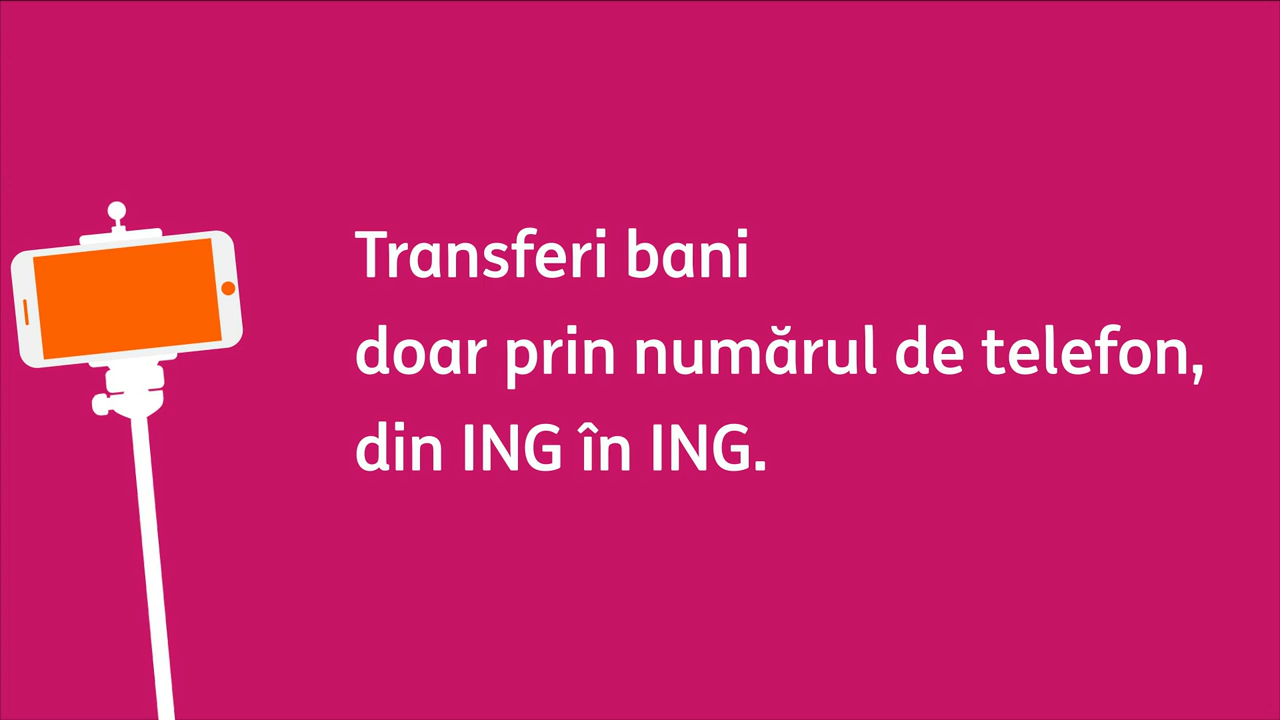 Transferi bani
doar prin numărul de telefon,
din ING în ING.